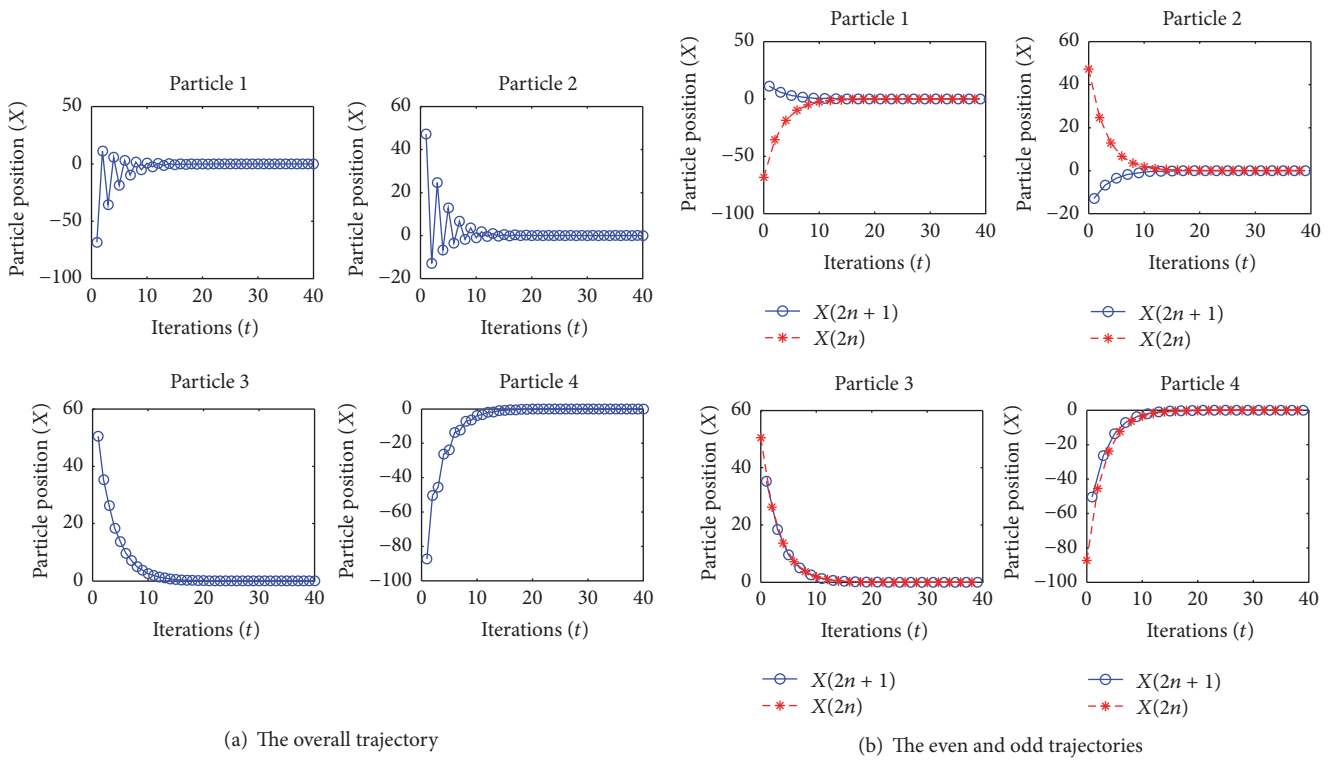 Particle 1
50
0
−50
−100
Particle position (X)
0
10
20
30
40
Iterations (t)
Particle 2
60
40
20
0
−20
Particle position (X)
0
10
20
30
40
Iterations (t)
Particle 3
60
40
20
0
Particle position (X)
0
10
20
30
40
Iterations (t)
Particle 4
0
−20
−40
−60
−80
−100
Particle position (X)
0
10
20
30
40
Iterations (t)
(a) The overall trajectory
Particle 1
50
0
−50
−100
Particle position (X)
0
10
20
30
40
Iterations (t)
X(2n + 1)
X(2n)
Particle 2
60
40
20
0
−20
Particle position (X)
0
10
20
30
40
Iterations (t)
X(2n + 1)
X(2n)
Particle 3
60
40
20
0
Particle position (X)
0
10
20
30
40
Iterations (t)
X(2n + 1)
X(2n)
Particle 4
0
−20
−40
−60
−80
−100
Particle position (X)
0
10
20
30
40
Iterations (t)
X(2n + 1)
X(2n)
(b) The even and odd trajectories